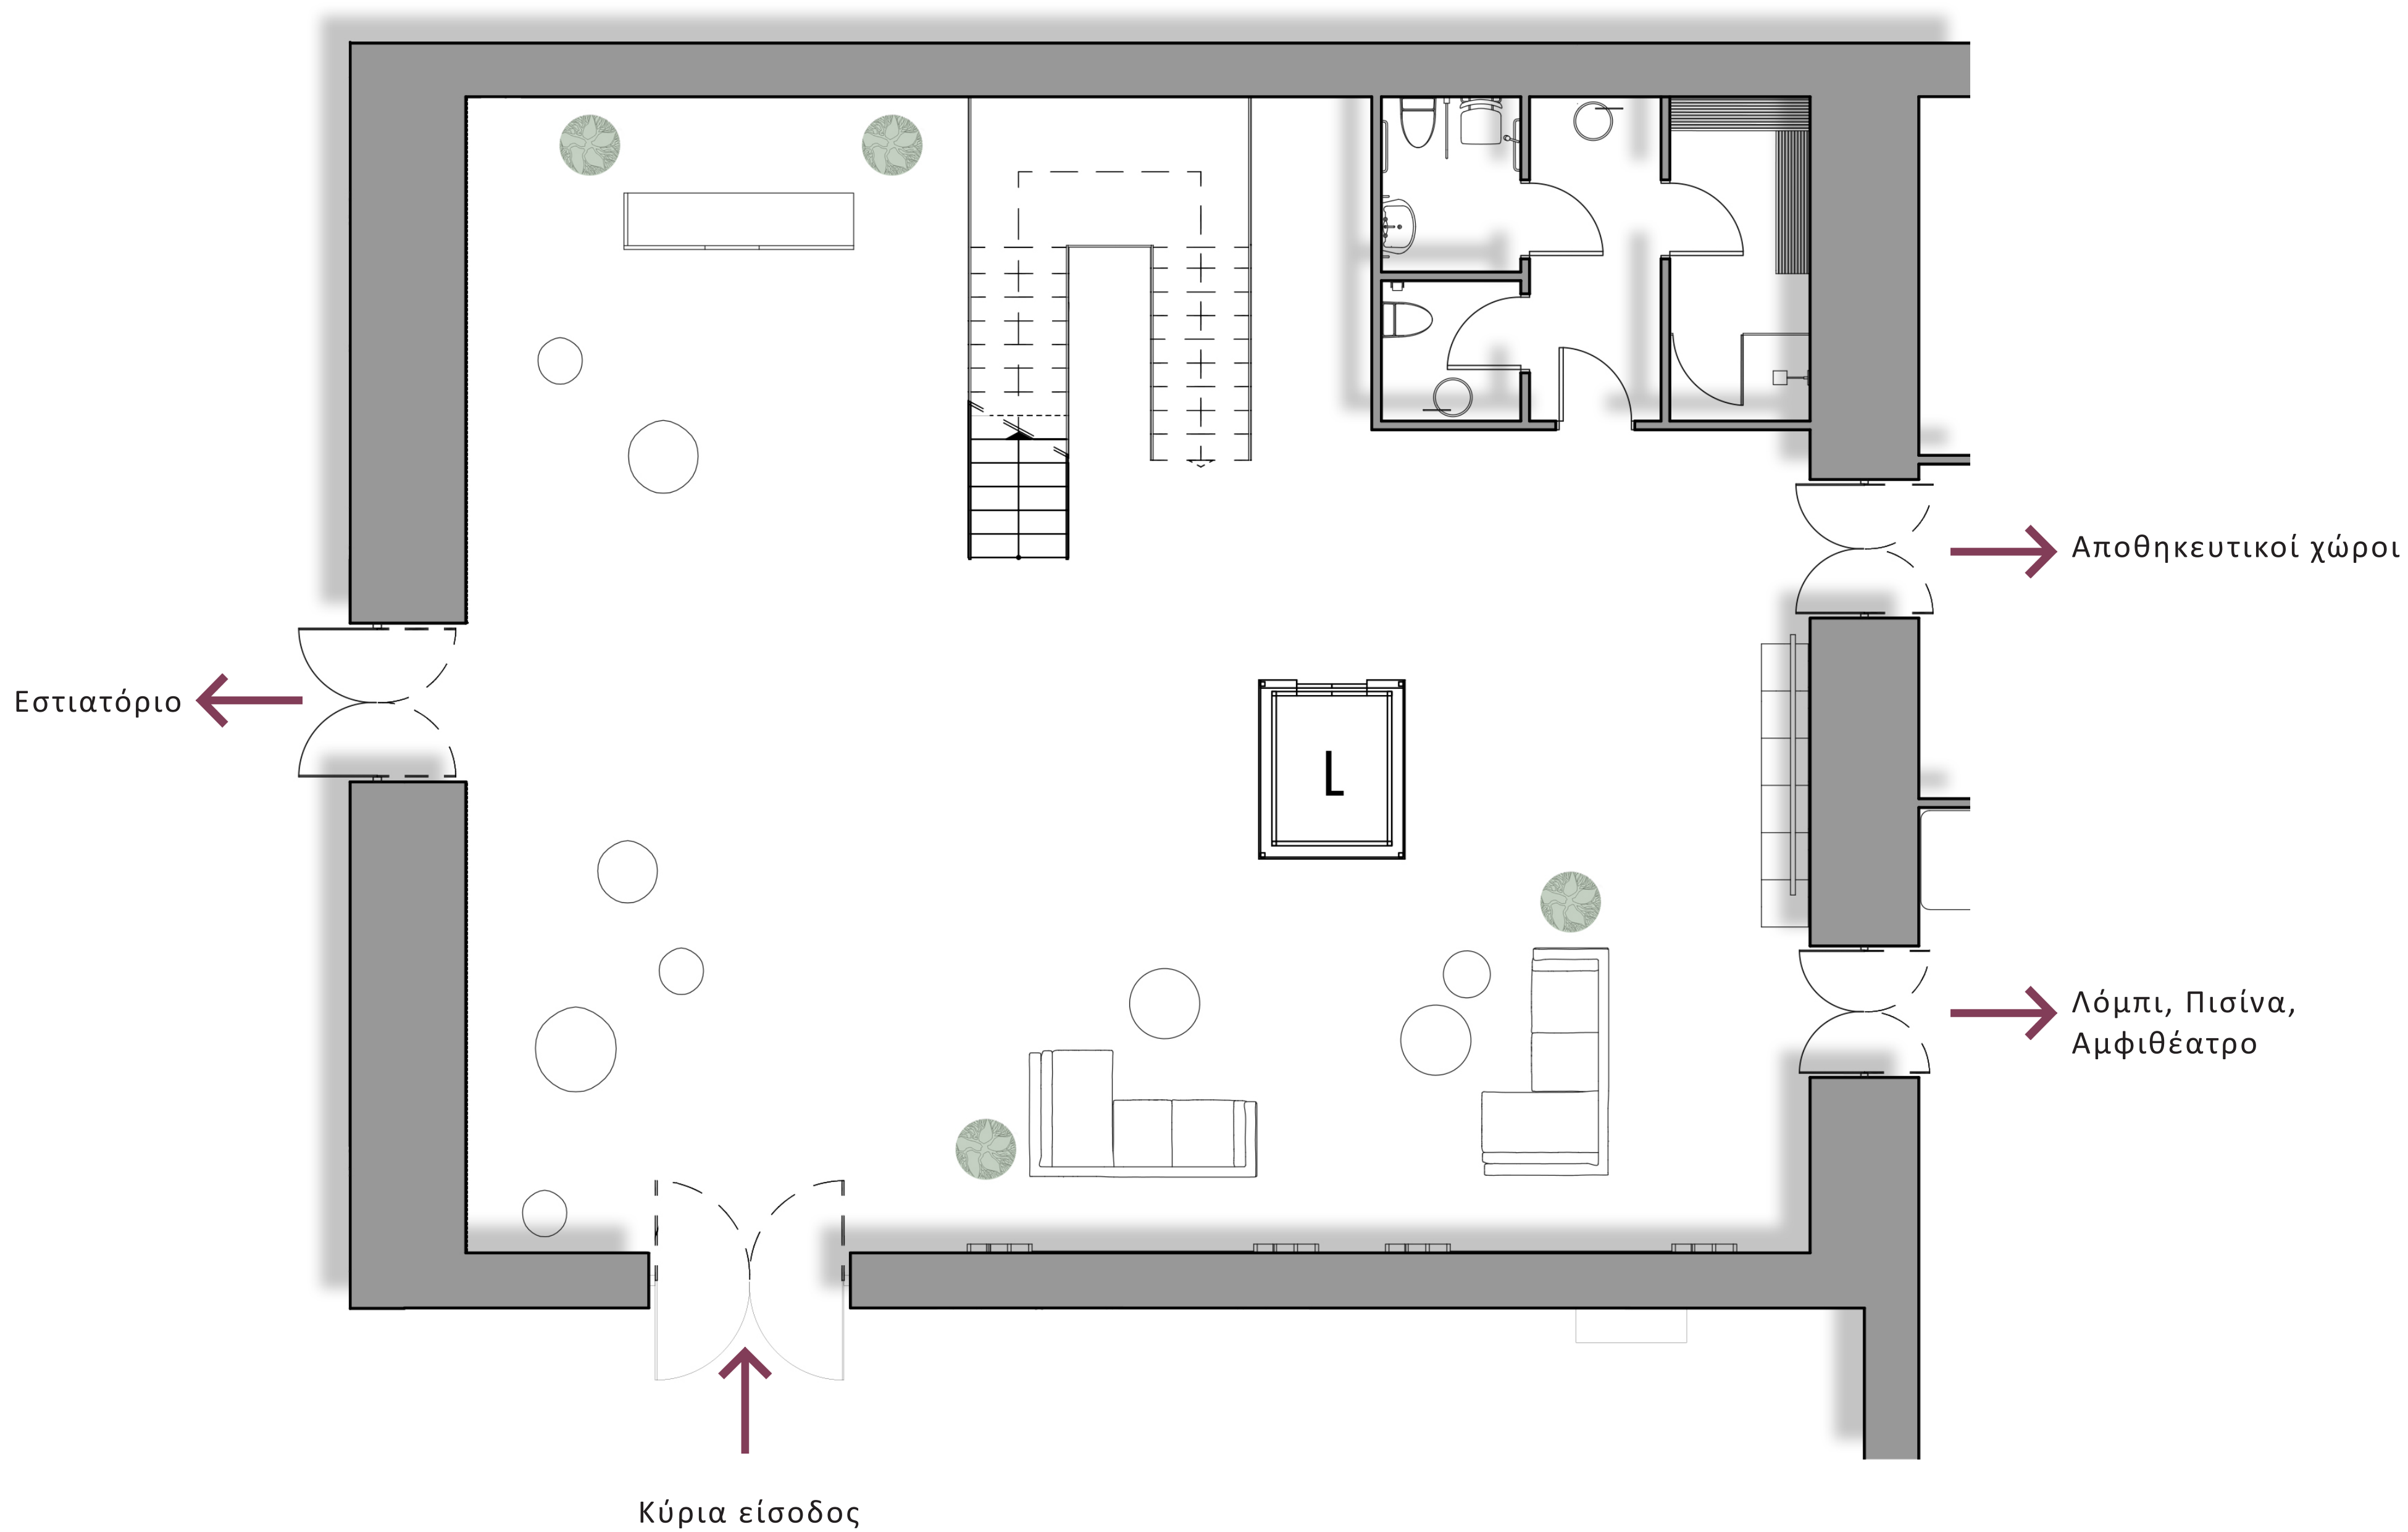 Αποθηκευτικοί χώροι
Εστιατόριο
L
Λόμπι, Πισίνα,
Αμφιθέατρο
Κύρια είσοδος